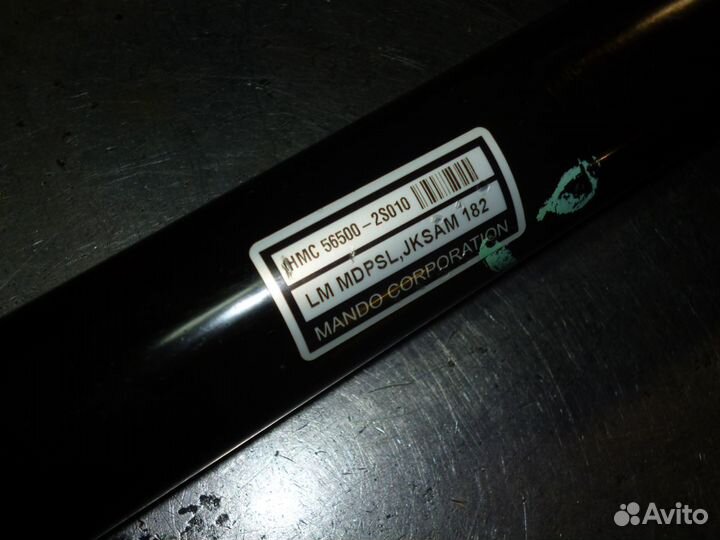 HMC 56500-2S010
LM MDPSL,JKSAM 182
MANDO CORPORATION
Avito